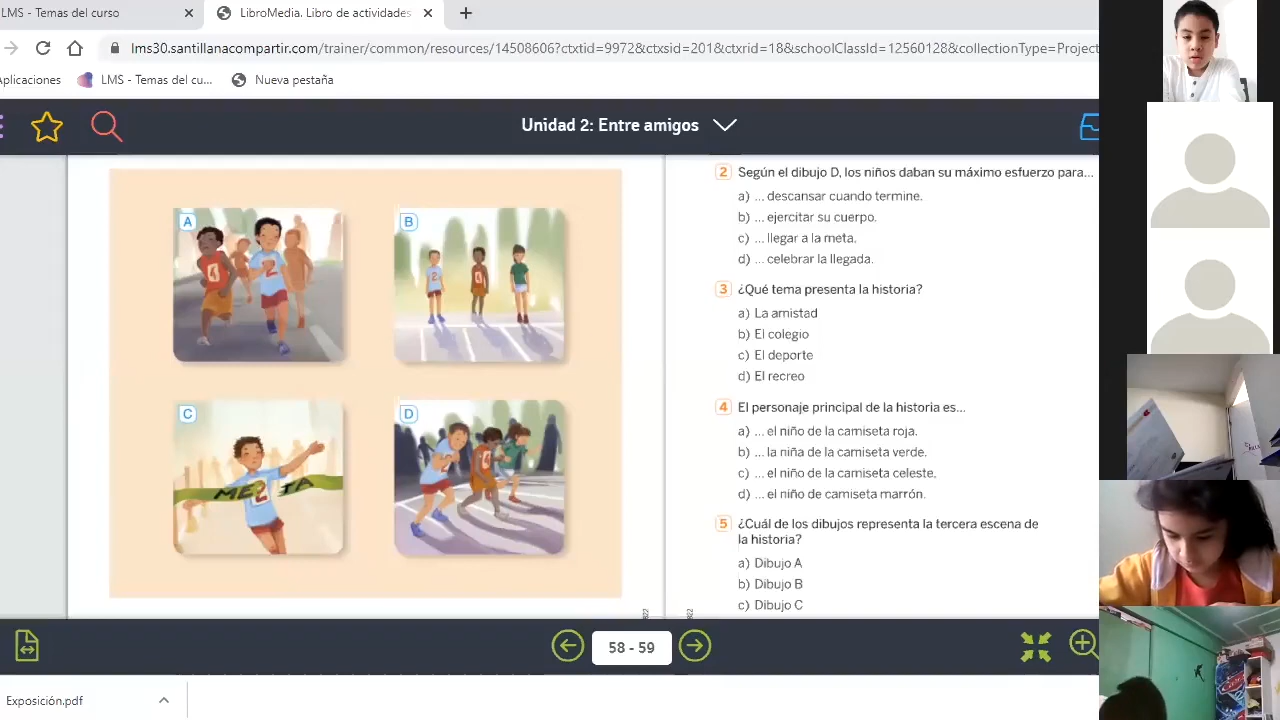 LMS - Temas del curso
LibroMedia. Libro de actividades
lms30.santillanacompartir.com/trainer/common/resources/14508606?ctxtid=9972&ctxsid=201&ctxrid=18&schoolClassId=12560128&collectionType=Project
plicaciones LMS - Temas del cu... Nueva pestaña
Unidad 2: Entre amigos
A
B
C
META
2
D
2 Según el dibujo D, los niños daban su máximo esfuerzo para...
a) ... descansar cuando termine.
b) ... ejercitar su cuerpo.
c) ... llegar a la meta.
d) ... celebrar la llegada.
3 ¿Qué tema presenta la historia?
a) La amistad
b) El colegio
c) El deporte
d) El recreo
4 El personaje principal de la historia es...
a) ... el niño de la camiseta roja.
b) ... la niña de la camiseta verde.
c) ... el niño de la camiseta celeste.
d) ... el niño de camiseta marrón.
5 ¿Cuál de los dibujos representa la tercera escena de
la historia?
a) Dibujo A
b) Dibujo B
c) Dibujo C
58 - 59
Exposición.pdf